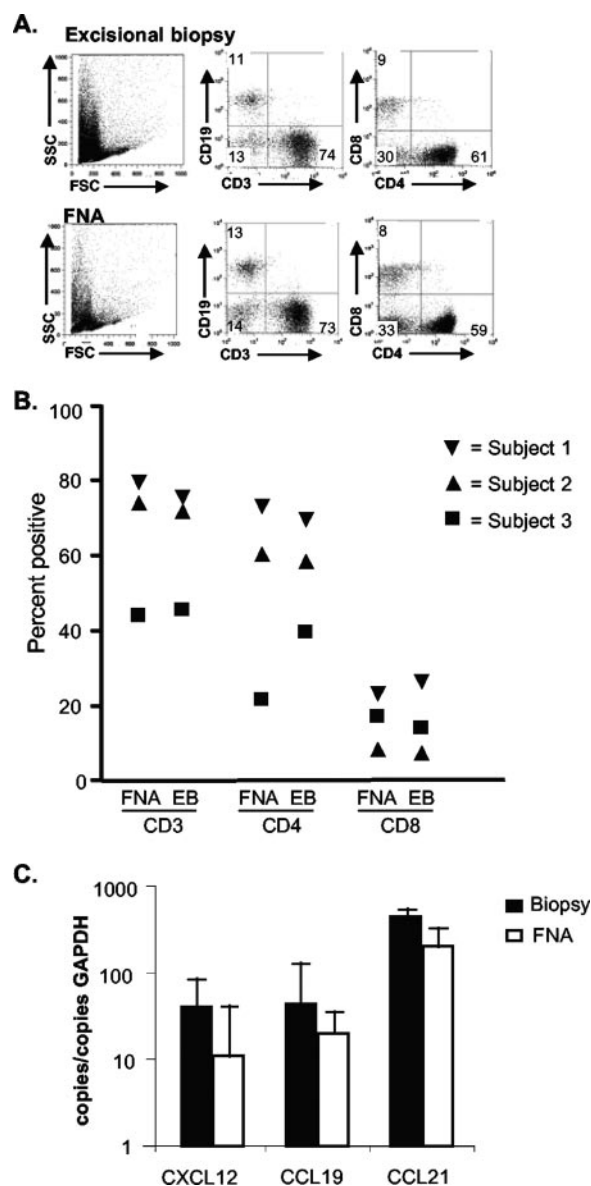 A.
Excisional biopsy
SSC
FSC
11
13
74
CD19
CD3
9
30
61
CD8
CD4
FNA
SSC
FSC
13
14
73
CD19
CD3
8
33
59
CD8
CD4
B.
100
80
60
40
20
0
Percent positive
▼ = Subject 1
▲ = Subject 2
■ = Subject 3
FNA EB FNA EB FNA EB
CD3 CD4 CD8
C.
1000
100
10
1
copies/copies GAPDH
Biopsy
FNA
CXCL12 CCL19 CCL21